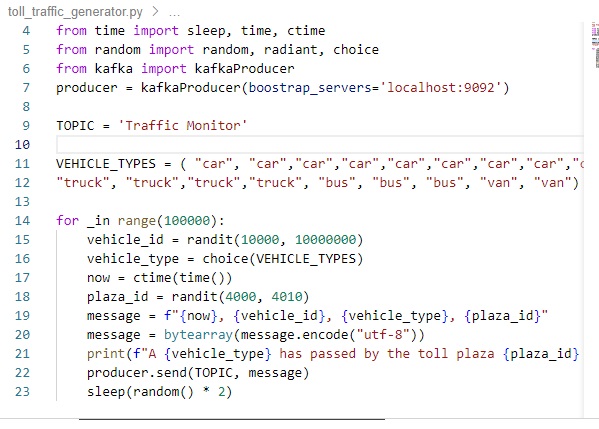 toll_traffic_generator.py > ...
4 from time import sleep, time, ctime
5 from random import random, radiant, choice
6 from kafka import kafkaProducer
7 producer = kafkaProducer(boostrap_servers='localhost:9092')
8
9 TOPIC = 'Traffic Monitor'
10
11 VEHICLE_TYPES = ( "car", "car","car","car","car","car","car","car","c
12 "truck", "truck","truck","truck", "bus", "bus", "bus", "van", "van")
13
14 for _in range(100000):
15     vehicle_id = randit(10000, 10000000)
16     vehicle_type = choice(VEHICLE_TYPES)
17     now = ctime(time())
18     plaza_id = randit(4000, 4010)
19     message = f"{now}, {vehicle_id}, {vehicle_type}, {plaza_id}"
20     message = bytearray(message.encode("utf-8"))
21     print(f"A {vehicle_type} has passed by the toll plaza {plaza_id}
22     producer.send(TOPIC, message)
23     sleep(random() * 2)